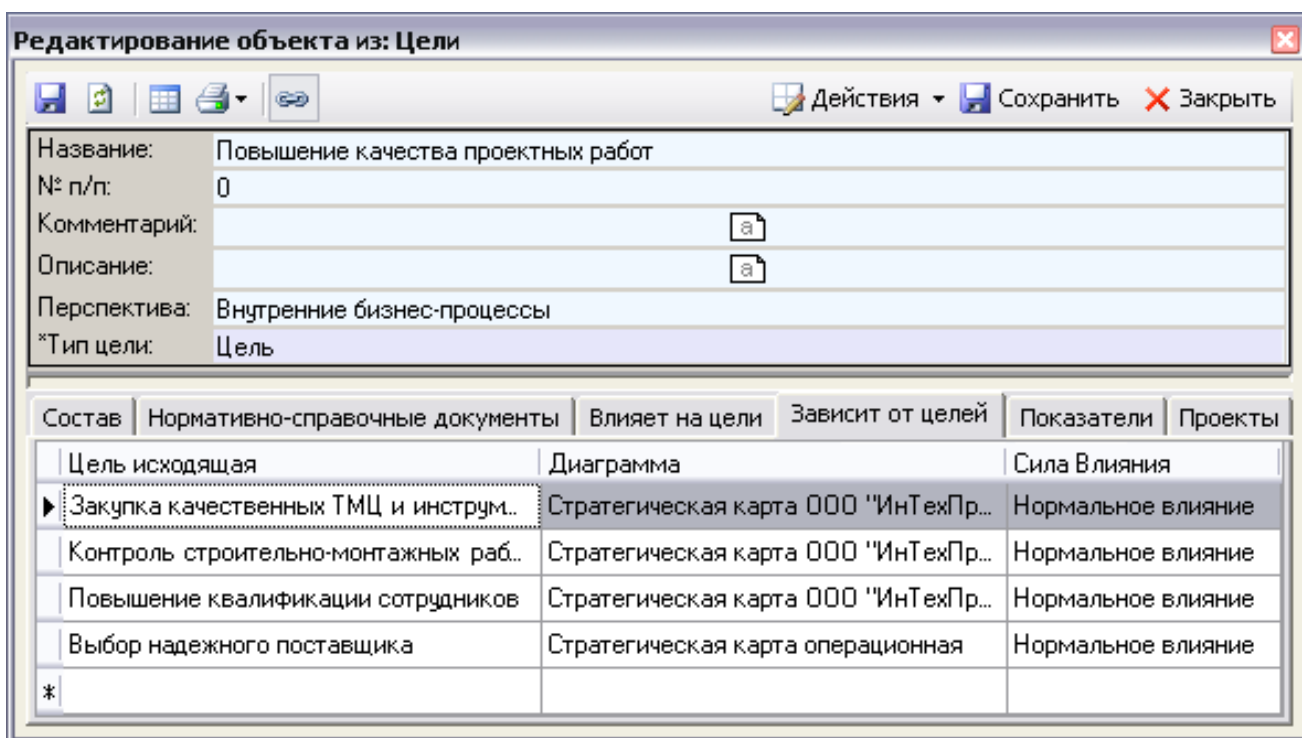 Редактирование объекта из: Цели
Действия Сохранить Закрыть
Название: Повышение качества проектных работ
№ п/п: 0
Комментарий: a
Описание: a
Перспектива: Внутренние бизнес-процессы
*Тип цели: Цель
Состав Нормативно-справочные документы Влияет на цели Зависит от целей Показатели Проекты
Цель исходящая Диаграмма Сила Влияния
Закупка качественных ТМЦ и инструм... Стратегическая карта ООО "ИнТехПр... Нормальное влияние
Контроль строительно-монтажных раб... Стратегическая карта ООО "ИнТехПр... Нормальное влияние
Повышение квалификации сотрудников Стратегическая карта ООО "ИнТехПр... Нормальное влияние
Выбор надежного поставщика Стратегическая карта операционная Нормальное влияние
*